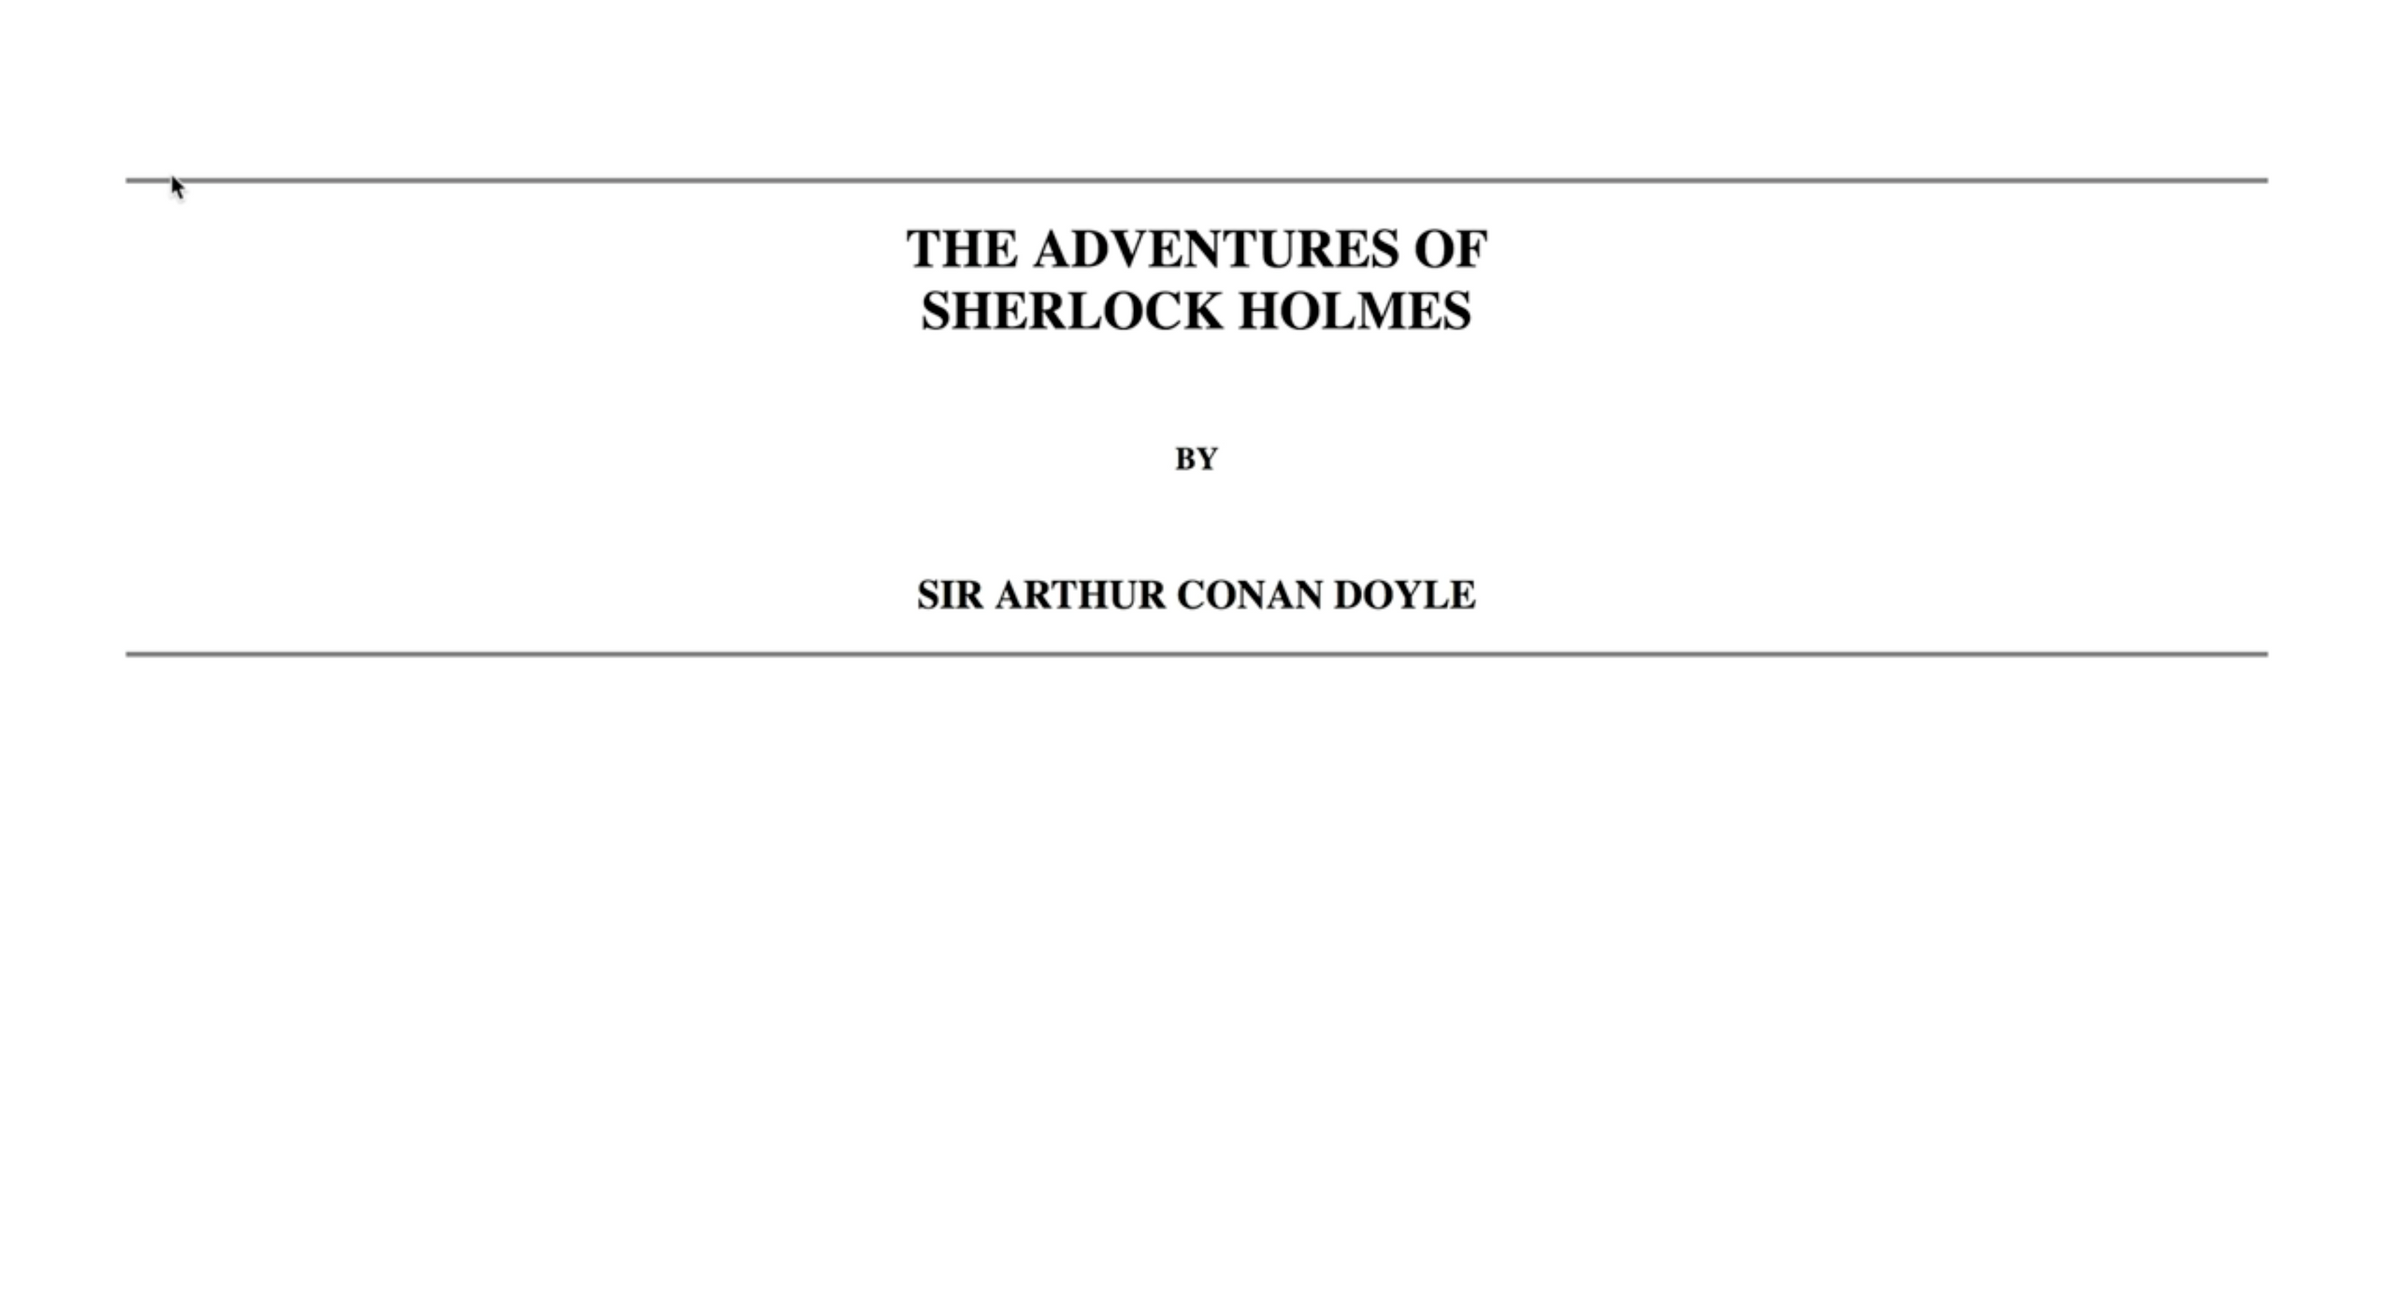 THE ADVENTURES OF
SHERLOCK HOLMES
BY
SIR ARTHUR CONAN DOYLE